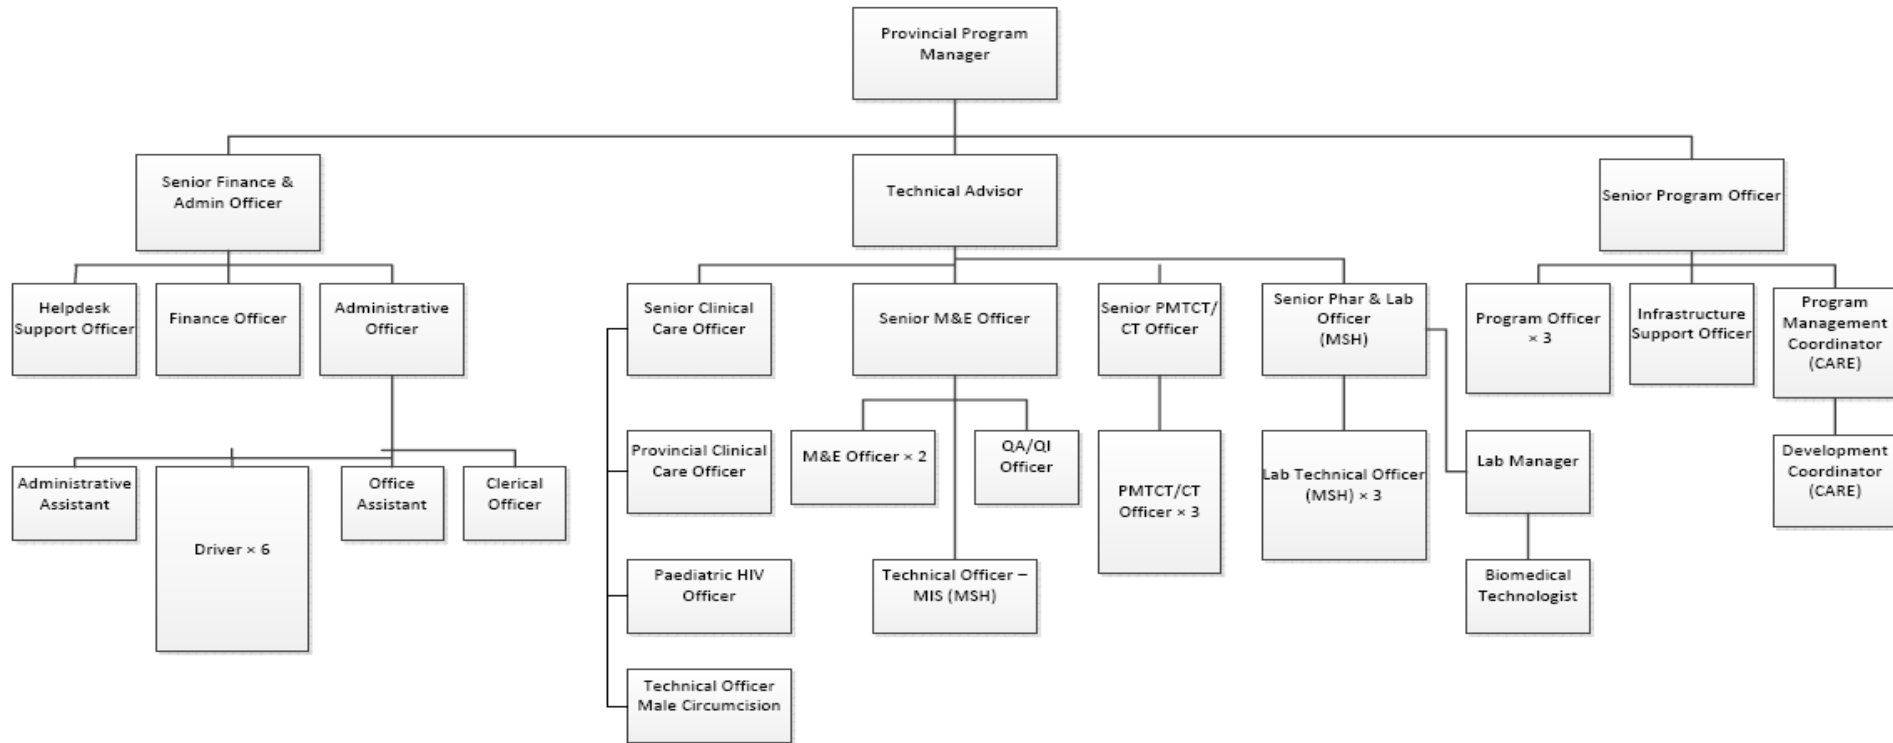 Provincial Program
Manager
Senior Finance &
Admin Officer
Technical Advisor
Senior Program Officer
Helpdesk
Support Officer
Finance Officer
Administrative
Officer
Senior Clinical
Care Officer
Senior M&E Officer
Senior PMTCT/
CT Officer
Senior Phar & Lab
Officer
(MSH)
Program Officer
× 3
Infrastructure
Support Officer
Program
Management
Coordinator
(CARE)
Administrative
Assistant
Driver × 6
Office
Assistant
Clerical
Officer
Provincial Clinical
Care Officer
M&E Officer × 2
QA/QI
Officer
PMTCT/CT
Officer × 3
Lab Technical Officer
(MSH) × 3
Lab Manager
Development
Coordinator
(CARE)
Paediatric HIV
Officer
Technical Officer –
MIS (MSH)
Biomedical
Technologist
Technical Officer
Male Circumcision